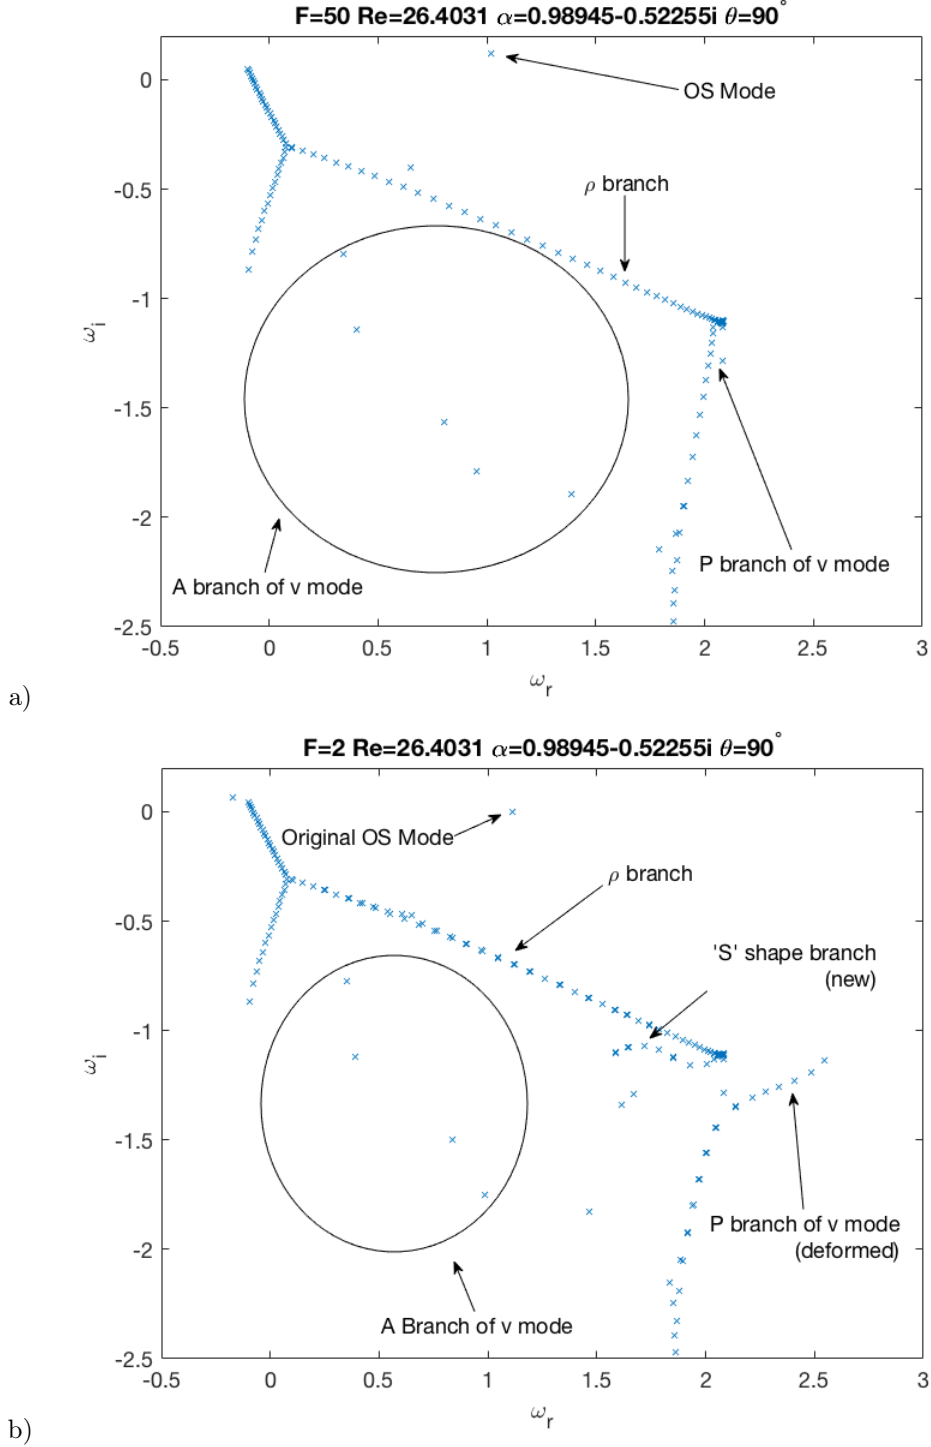 F=50 Re=26.4031 α=0.98945-0.52255i θ=90°
0
-0.5
-1
-1.5
-2
-2.5
-0.5
0
0.5
1
1.5
2
2.5
3
ω_i
ω_r
OS Mode
ρ branch
P branch of v mode
A branch of v mode
a)
F=2 Re=26.4031 α=0.98945-0.52255i θ=90°
0
-0.5
-1
-1.5
-2
-2.5
-0.5
0
0.5
1
1.5
2
2.5
3
ω_i
ω_r
Original OS Mode
ρ branch
'S' shape branch
(new)
P branch of v mode
(deformed)
A Branch of v mode
b)